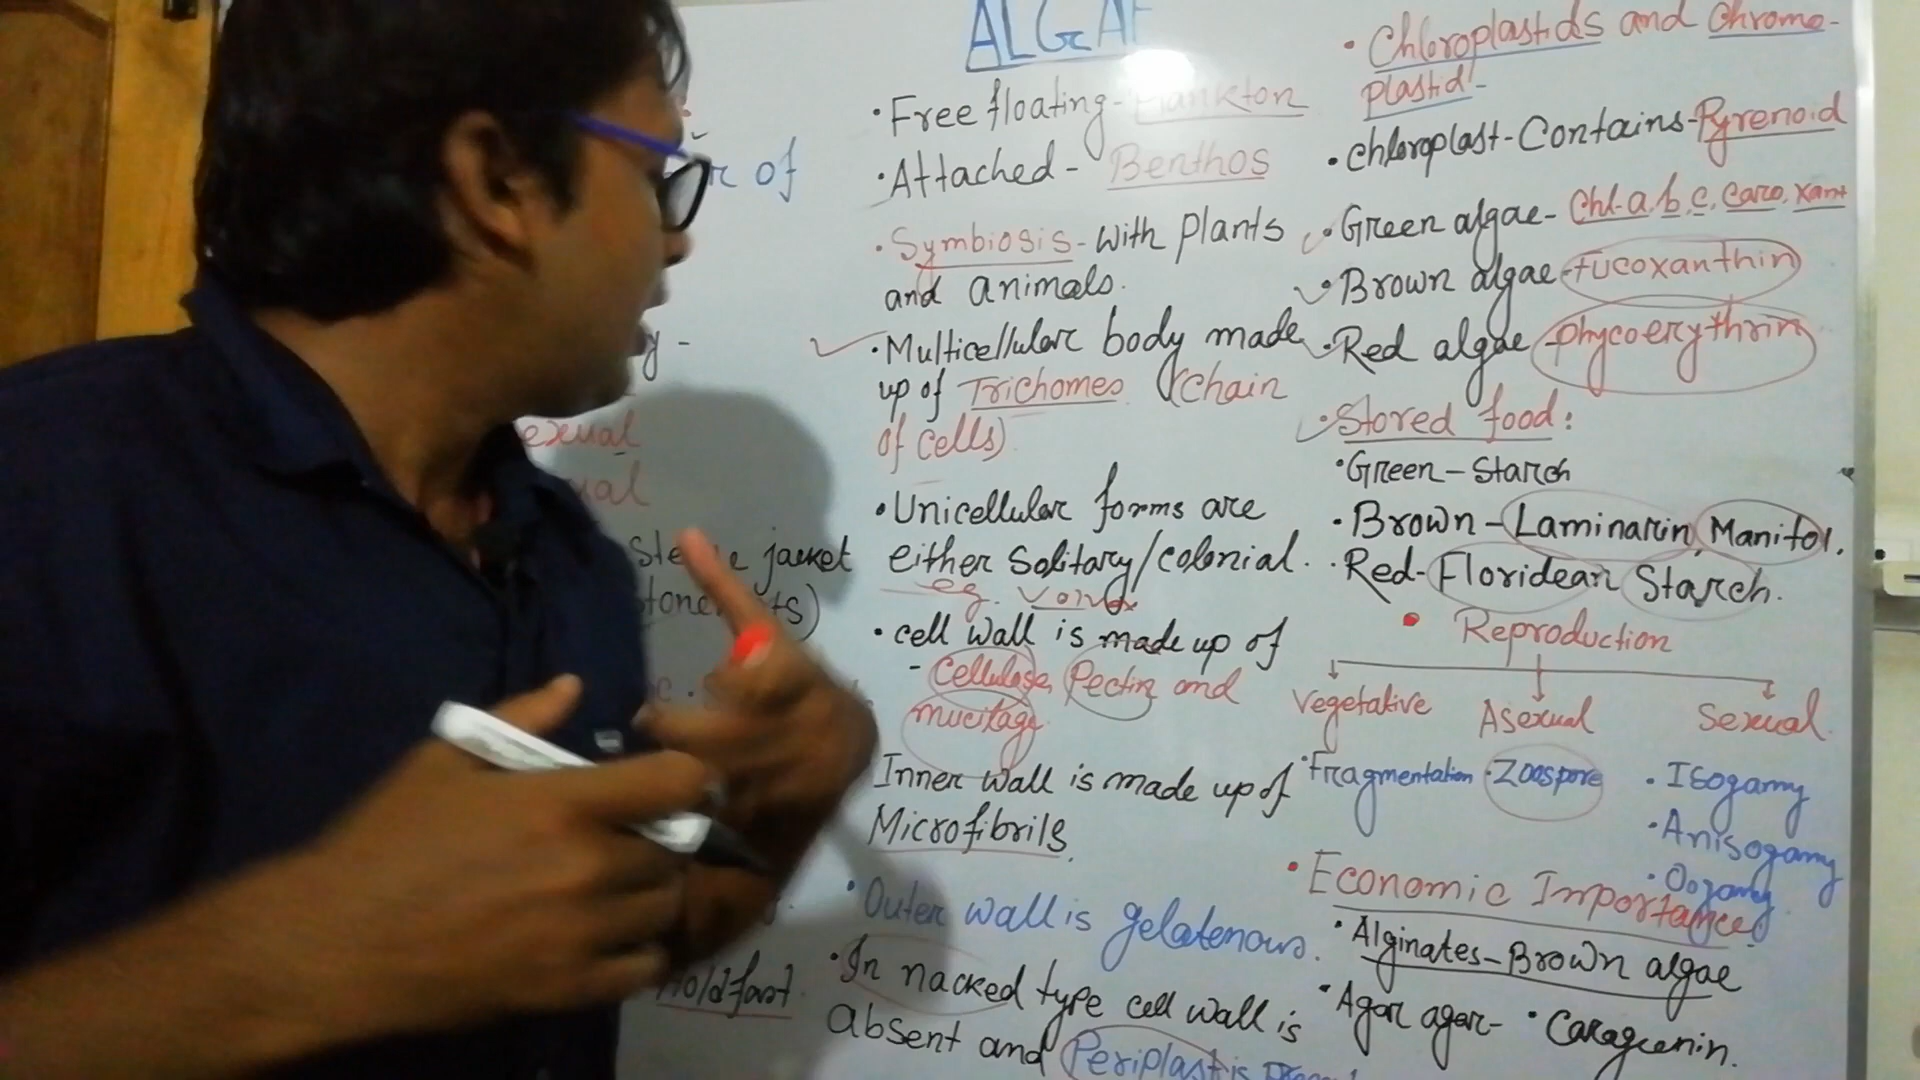 ALGAE
• Free floating - Plankton
• Attached - Benthos
• Symbiosis - with plants
and animals.
• Multicellular body made
up of Trichomes (Chain
of cells)
• Unicellular forms are
either Solitary/colonial.
eg. Volvox
• cell wall is made up of
- Cellulose, Pectin and
mucilage.
Inner wall is made up of
Microfibrils.
• Outer wall is gelatenous.
• In nacked type cell wall is
absent and Periplast is
• Chloroplastids and Chromo-
plastid -
• Chloroplast - Contains - Pyrenoid
• Green algae - Chl-a, b, c, Caro, Xant
• Brown algae - Fucoxanthin
• Red algae - phycoerythrin
• Stored food:
• Green - Starch
• Brown - Laminarin, Manitol.
• Red - Floridean Starch.
• Reproduction
Vegetative Asexual Sexual
• Fragmentation • Zoospore • Isogamy
• Anisogamy
• Oogamy
• Economic Importance
• Alginates - Brown algae
• Agar agar - • Carageenin.
of
exual
jacket
Holdfast